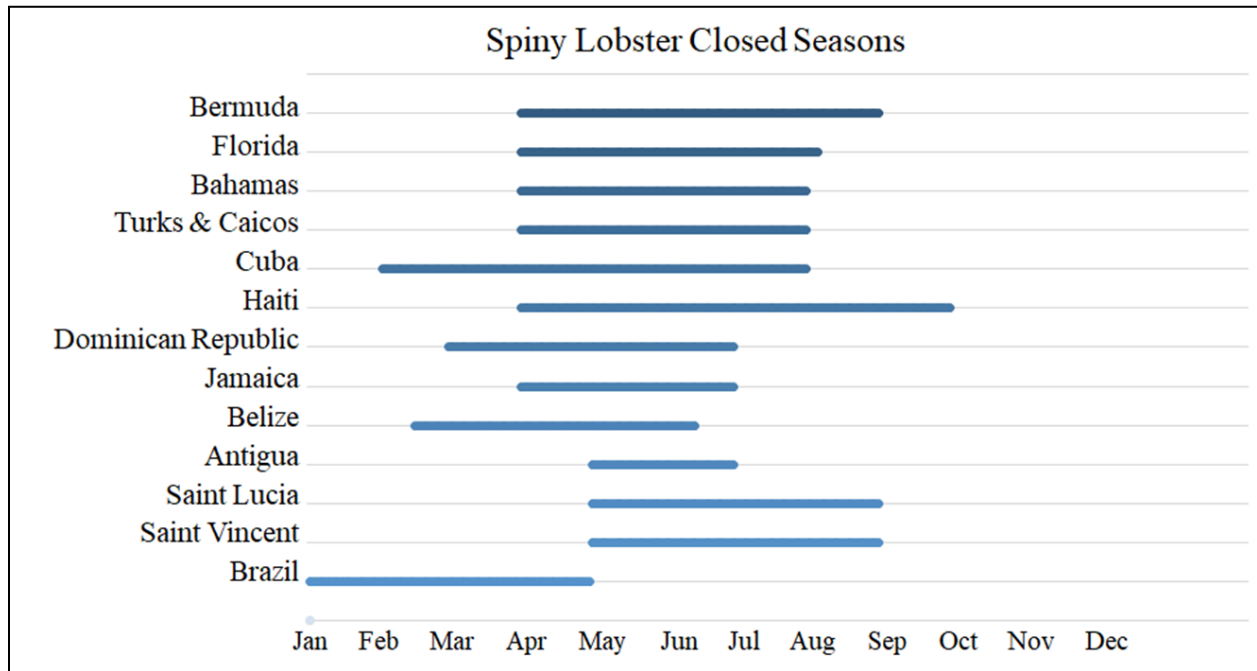 Spiny Lobster Closed Seasons
Bermuda
Florida
Bahamas
Turks & Caicos
Cuba
Haiti
Dominican Republic
Jamaica
Belize
Antigua
Saint Lucia
Saint Vincent
Brazil
Jan Feb Mar Apr May Jun Jul Aug Sep Oct Nov Dec